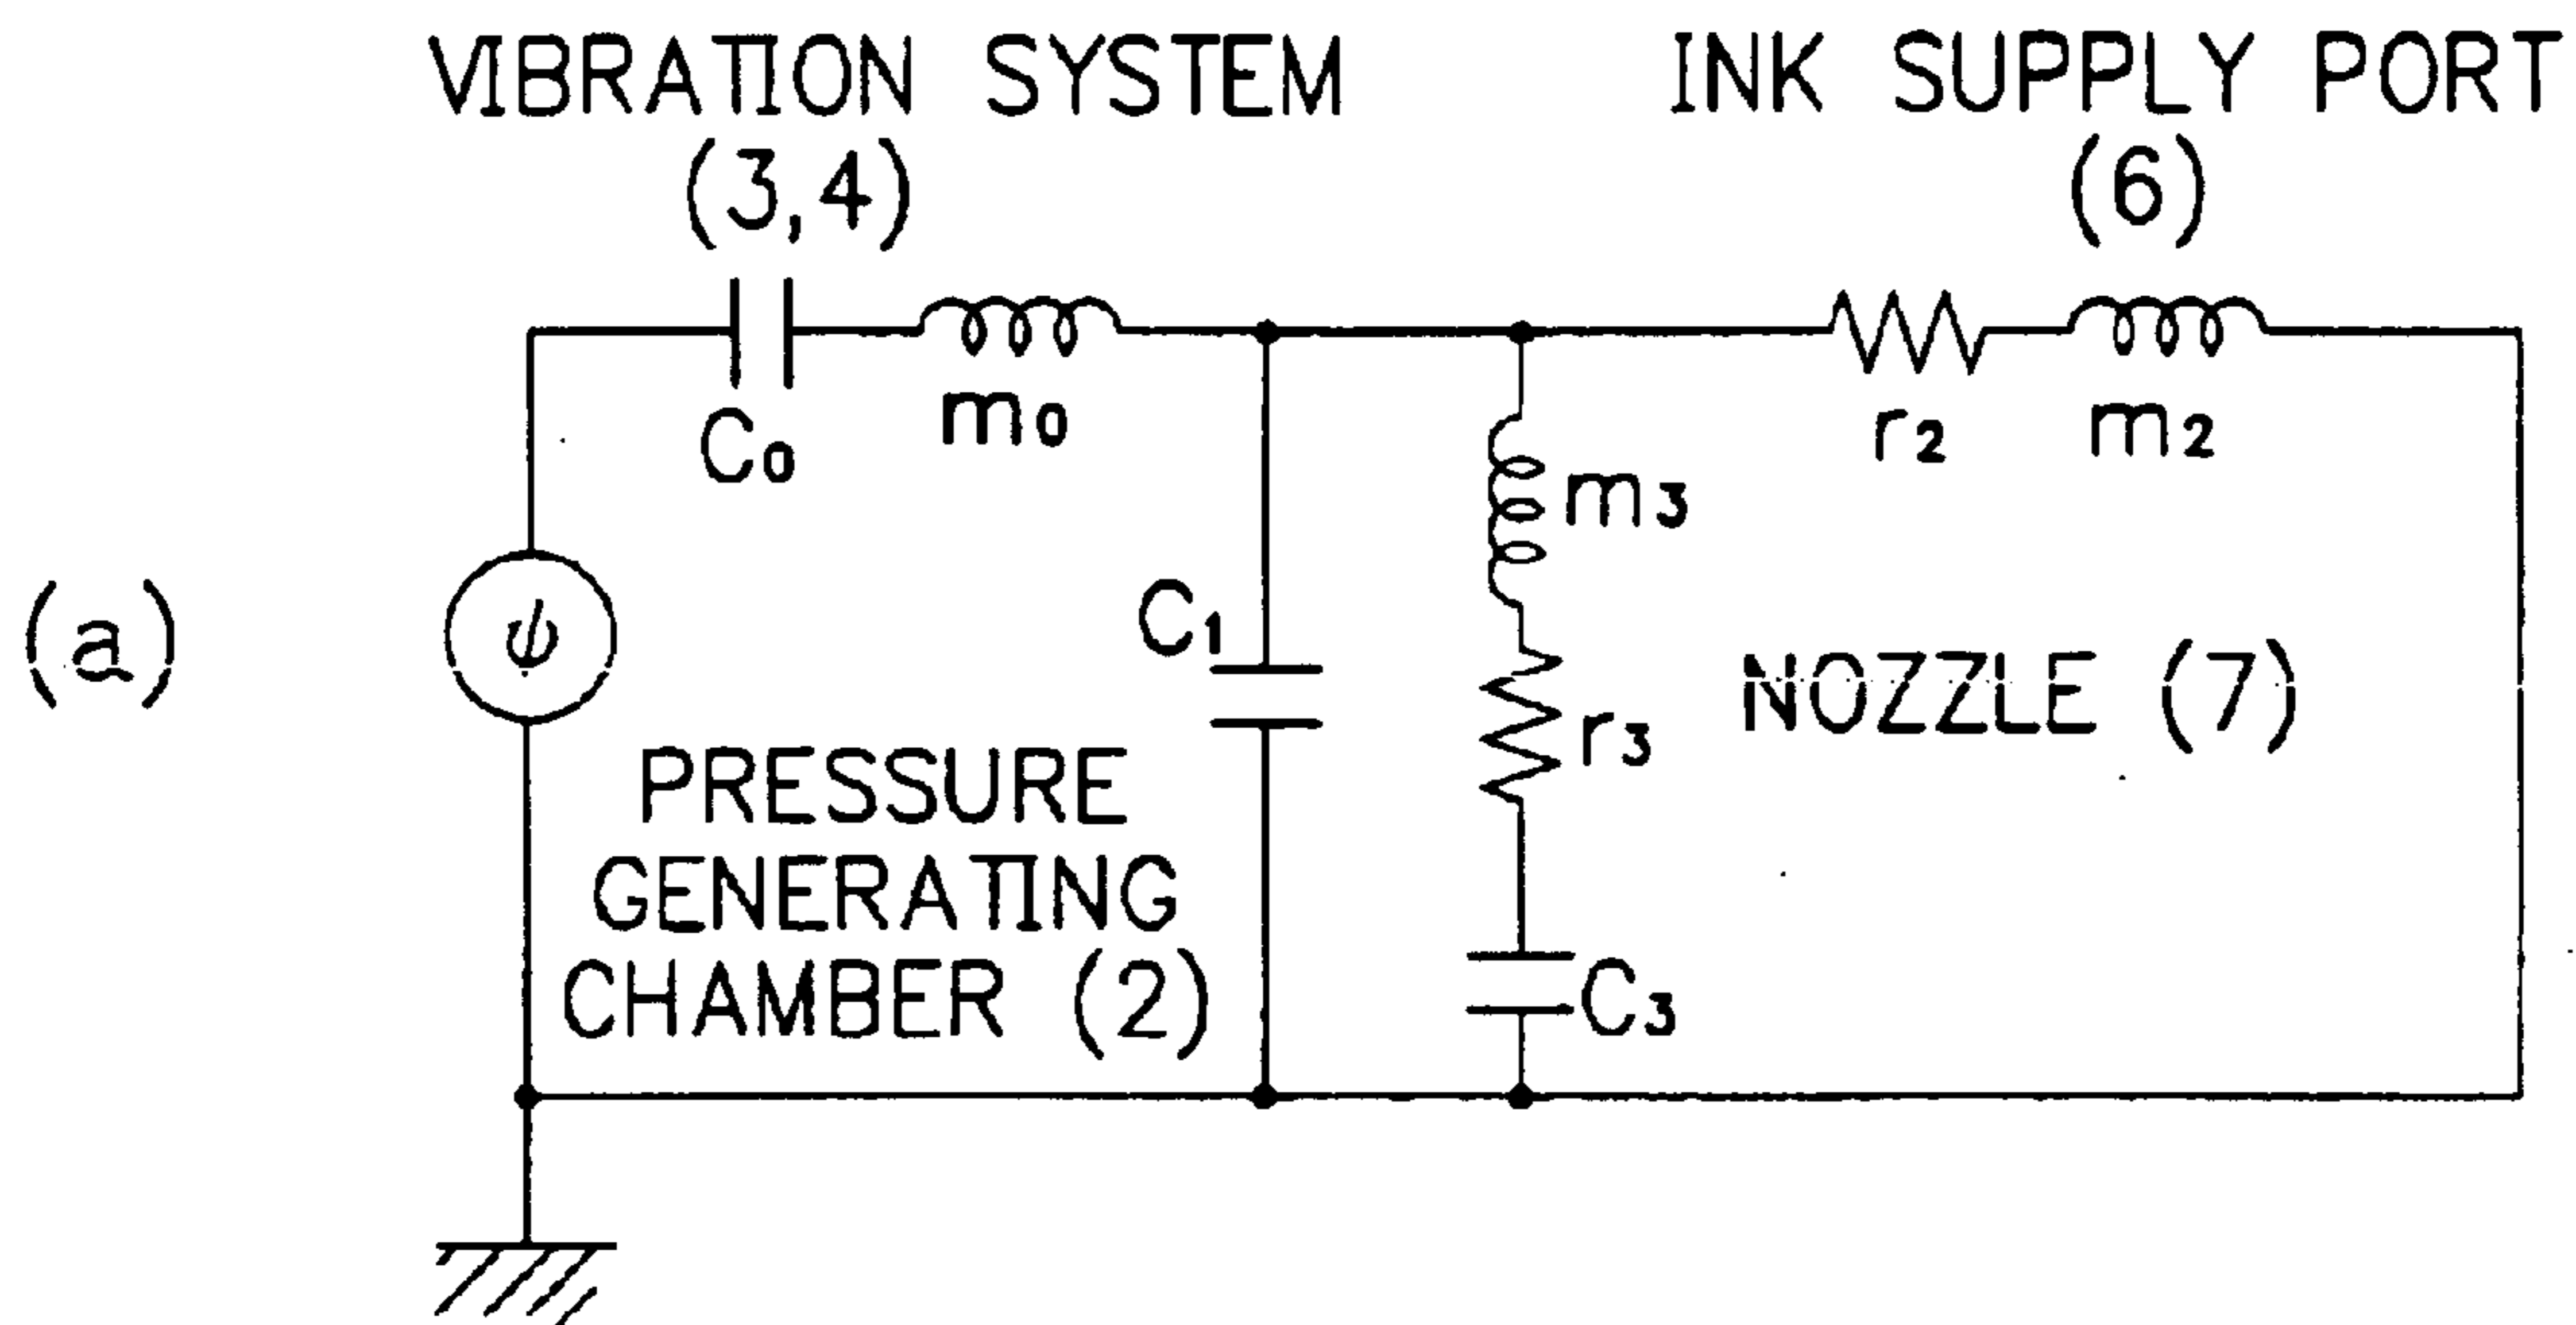 VIBRATION SYSTEM
(3,4)
INK SUPPLY PORT
(6)
C0
m0
r2
m2
m3
C1
(a)
ψ
r3
NOZZLE (7)
PRESSURE
GENERATING
CHAMBER (2)
C3